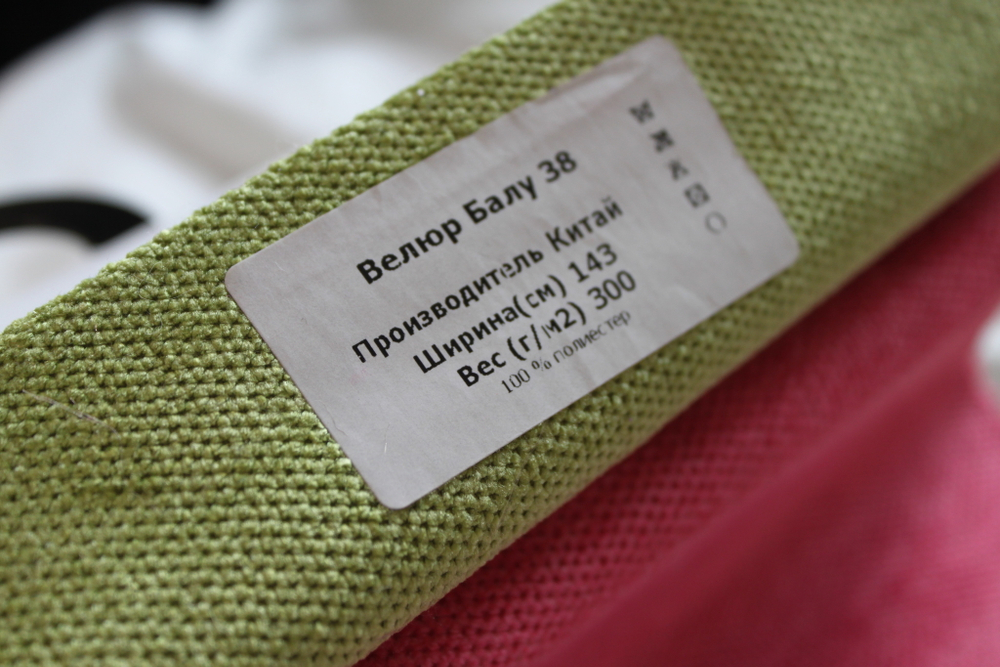 Велюр Балу 38
Производитель Китай
Ширина(см) 143
Вес (г/м2) 300
100 % полиестер